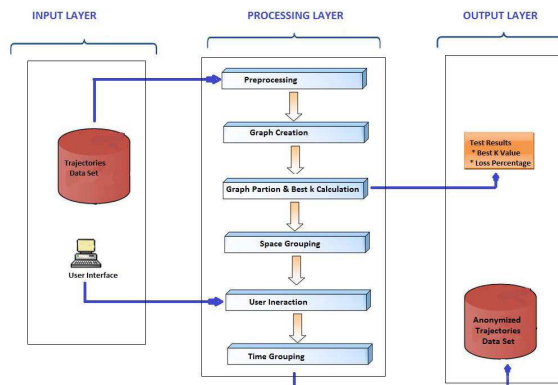 INPUT LAYER
PROCESSING LAYER
OUTPUT LAYER
Trajectories
Data Set
User Interface
Preprocessing
Graph Creation
Graph Partion & Best k Calculation
Space Grouping
User Ineraction
Time Grouping
Test Results
* Best K Value
* Loss Percentage
Anonymized
Trajectories
Data Set